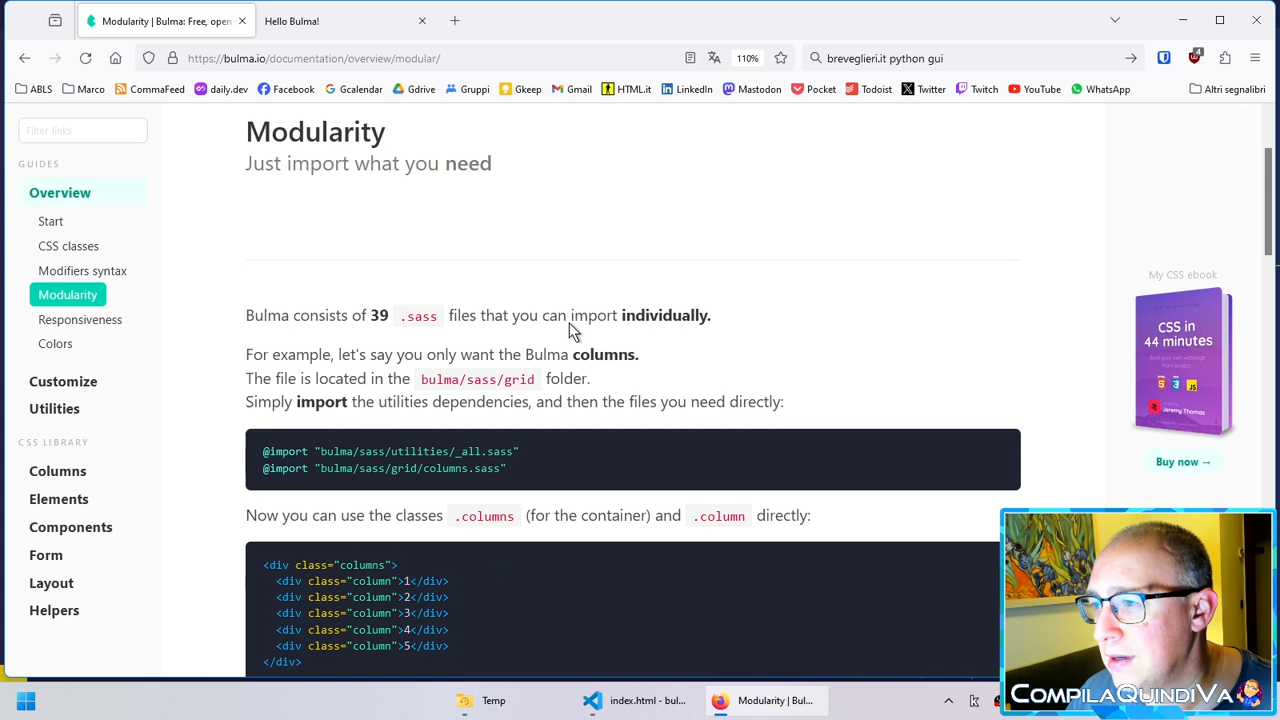 Modularity | Bulma: Free, open
Hello Bulma!
https://bulma.io/documentation/overview/modular/
110%
breveglieri.it python gui
4
ABLS
Marco
CommaFeed
daily.dev
Facebook
Gcalendar
Gdrive
Gruppi
Gkeep
Gmail
HTML.it
LinkedIn
Mastodon
Pocket
Todoist
Twitter
Twitch
YouTube
WhatsApp
Altri segnalibri
Filter links
GUIDES
Overview
Start
CSS classes
Modifiers syntax
Modularity
Responsiveness
Colors
Customize
Utilities
CSS LIBRARY
Columns
Elements
Components
Form
Layout
Helpers
Modularity
Just import what you need
Bulma consists of 39 .sass files that you can import individually.
For example, let's say you only want the Bulma columns.
The file is located in the bulma/sass/grid folder.
Simply import the utilities dependencies, and then the files you need directly:
@import "bulma/sass/utilities/_all.sass"
@import "bulma/sass/grid/columns.sass"
Now you can use the classes .columns (for the container) and .column directly:
<div class="columns">
<div class="column">1</div>
<div class="column">2</div>
<div class="column">3</div>
<div class="column">4</div>
<div class="column">5</div>
</div>
My CSS ebook
CSS in
44 minutes
Build your own webpage
from scratch
Jeremy Thomas
Buy now →
COMPILAQUINDIVA
Temp
index.html - bul...
Modularity | Bul...